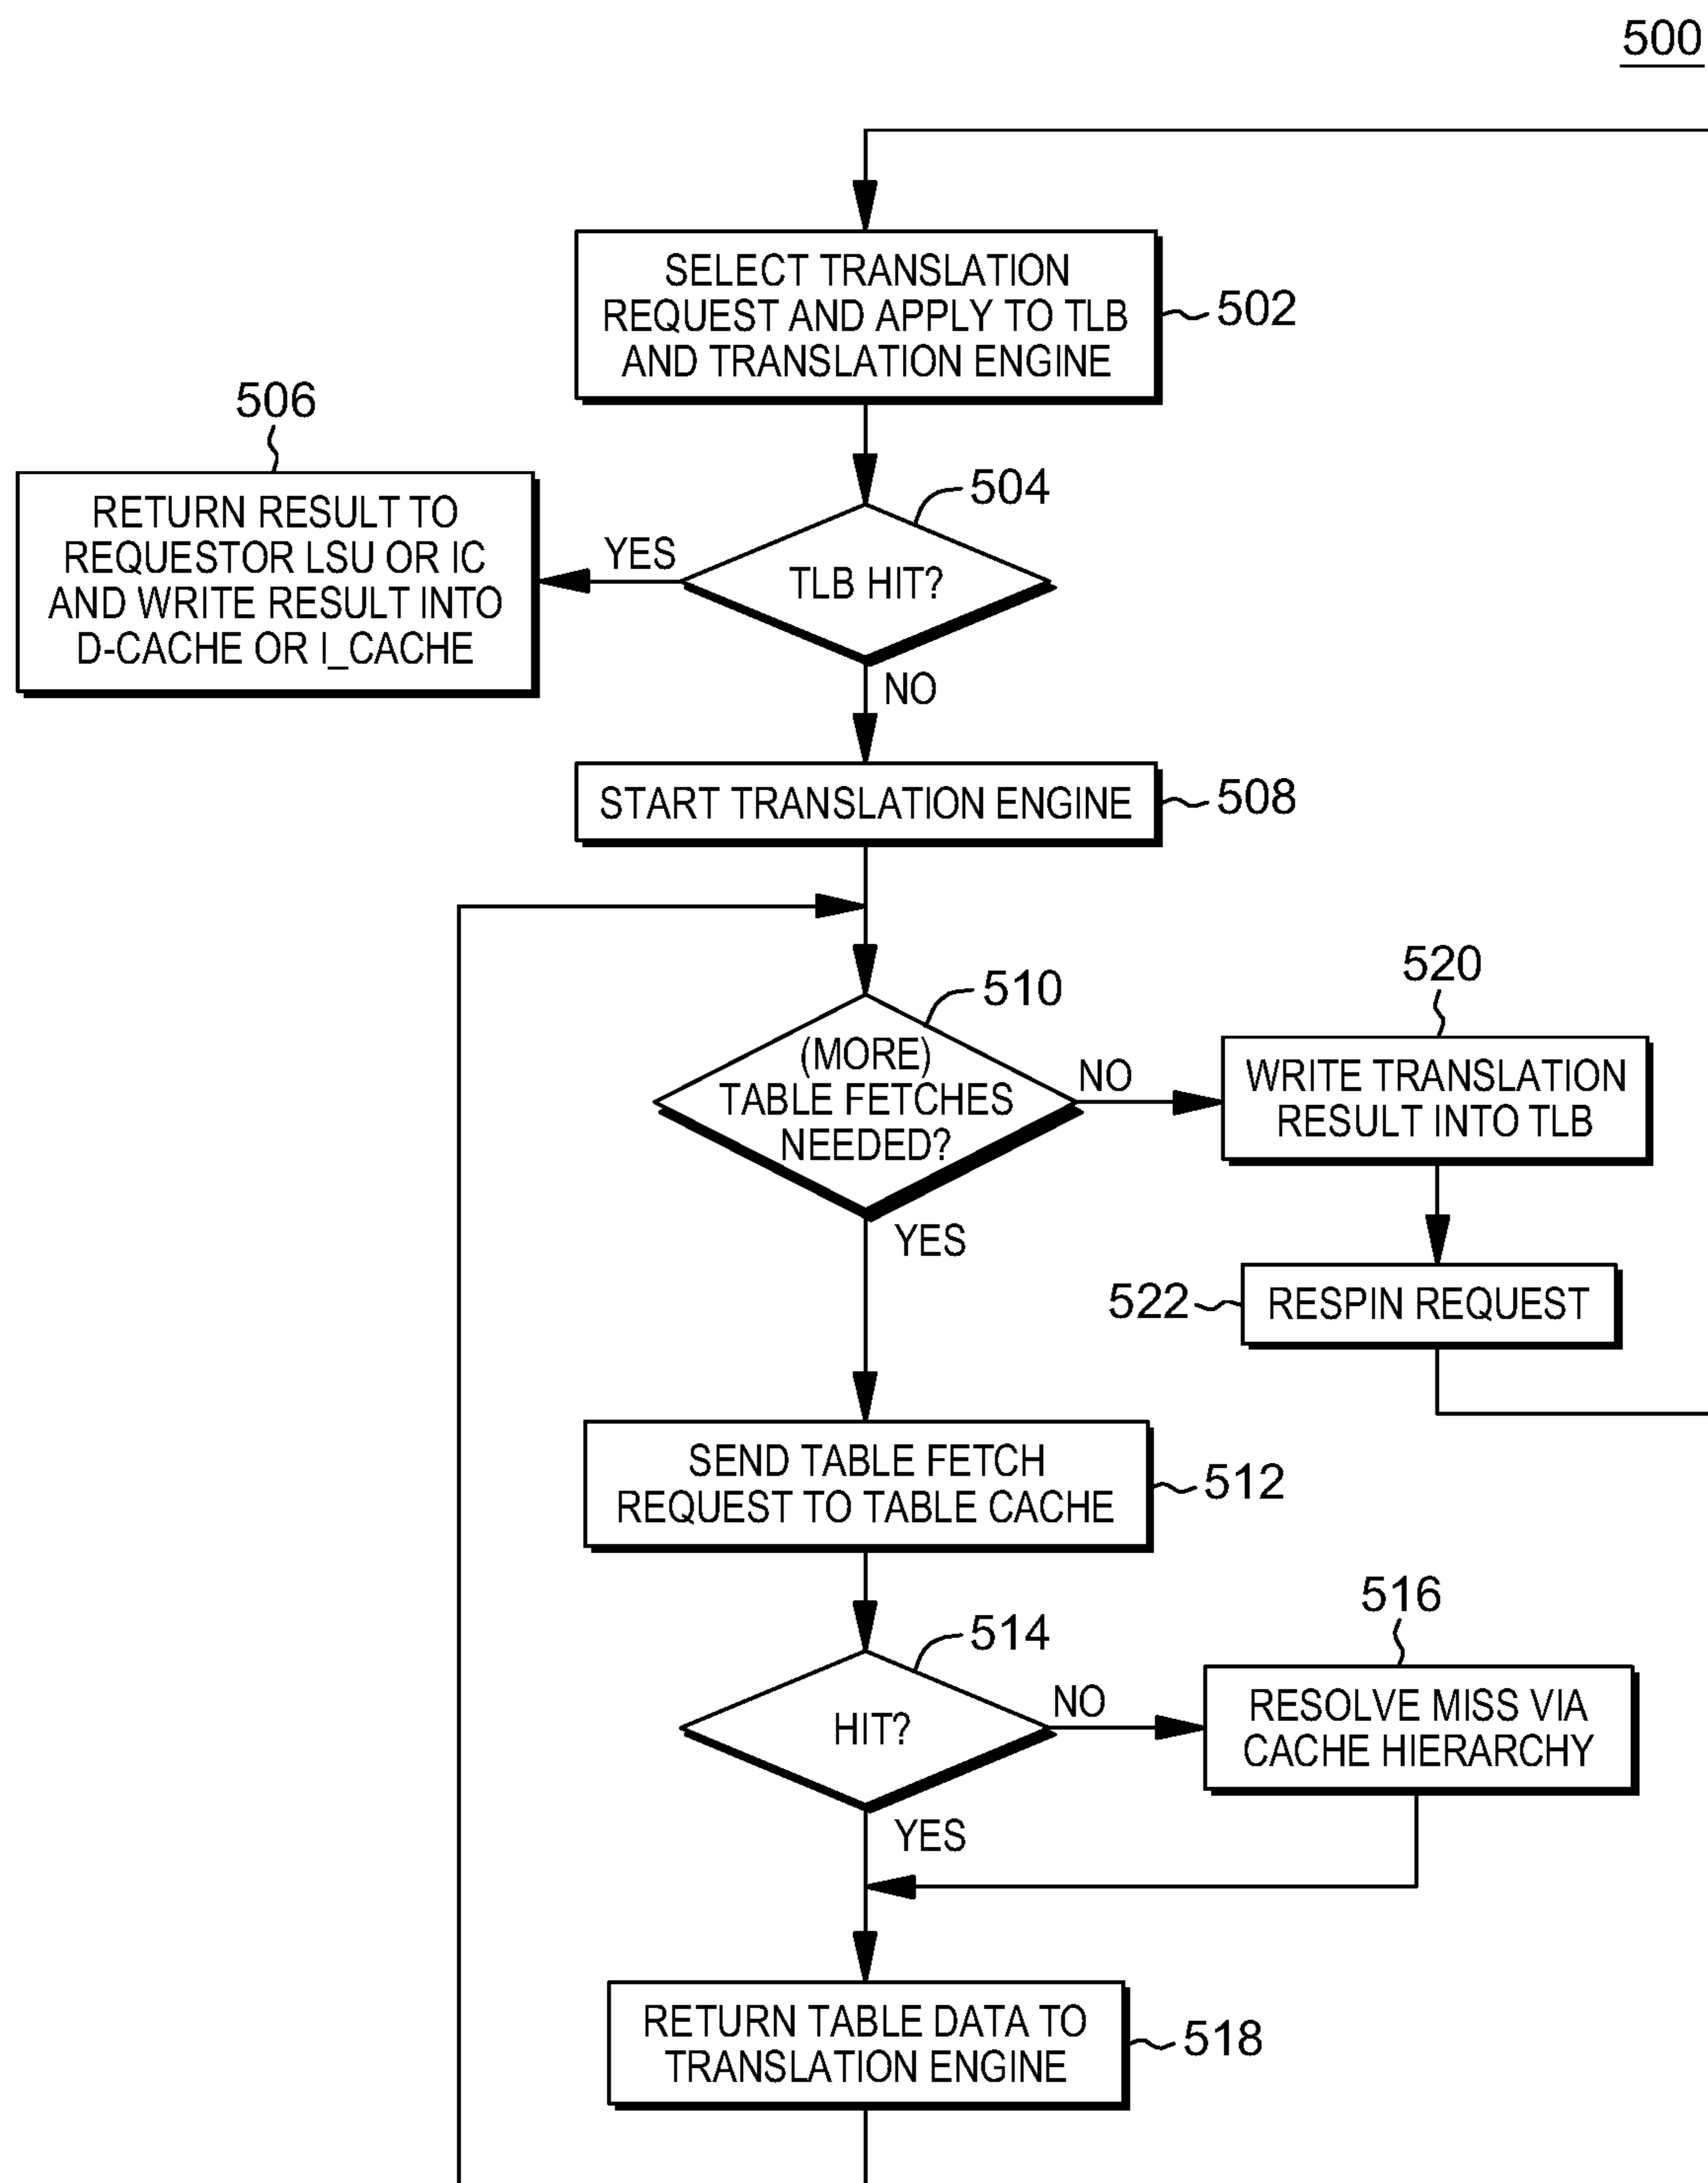 500
SELECT TRANSLATION
REQUEST AND APPLY TO TLB
AND TRANSLATION ENGINE
502
506
RETURN RESULT TO
REQUESTOR LSU OR IC
AND WRITE RESULT INTO
D-CACHE OR I_CACHE
YES
504
TLB HIT?
NO
START TRANSLATION ENGINE
508
510
(MORE)
TABLE FETCHES
NEEDED?
NO
520
WRITE TRANSLATION
RESULT INTO TLB
YES
522
RESPIN REQUEST
SEND TABLE FETCH
REQUEST TO TABLE CACHE
512
514
HIT?
NO
516
RESOLVE MISS VIA
CACHE HIERARCHY
YES
RETURN TABLE DATA TO
TRANSLATION ENGINE
518